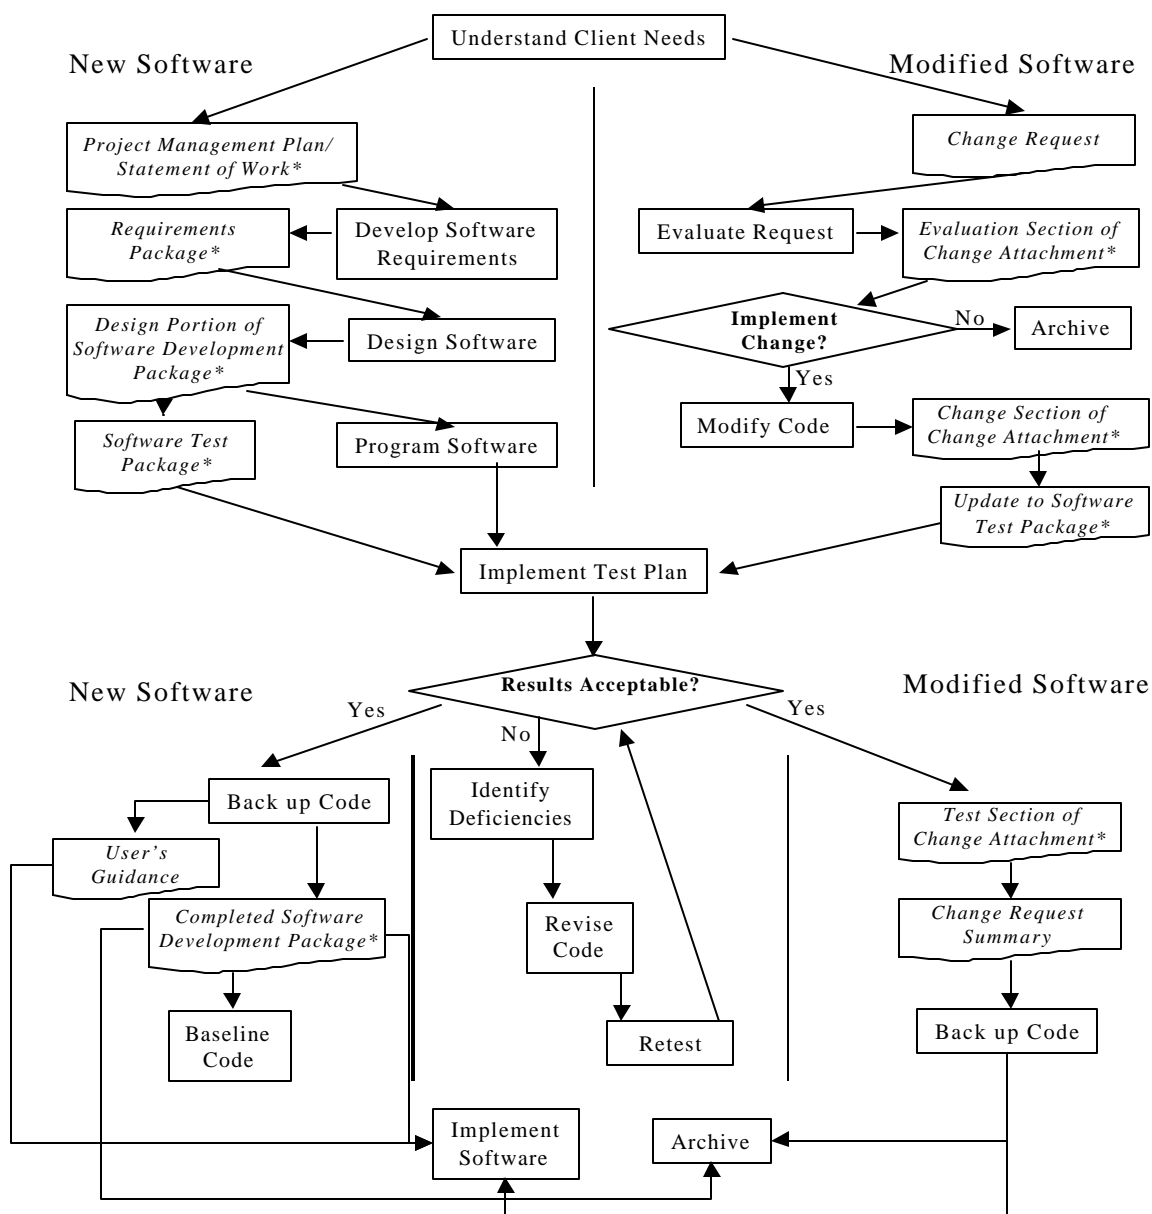 Understand Client Needs
New Software
Modified Software
Project Management Plan/
Statement of Work*
Change Request
Requirements
Package*
Develop Software
Requirements
Evaluate Request
Evaluation Section of
Change Attachment*
Design Portion of
Software Development
Package*
Design Software
Implement
Change?
No
Archive
Yes
Software Test
Package*
Program Software
Modify Code
Change Section of
Change Attachment*
Update to Software
Test Package*
Implement Test Plan
New Software
Results Acceptable?
Modified Software
Yes
No
Yes
Back up Code
Identify
Deficiencies
Test Section of
Change Attachment*
User's
Guidance
Completed Software
Development Package*
Revise
Code
Change Request
Summary
Baseline
Code
Retest
Back up Code
Implement
Software
Archive